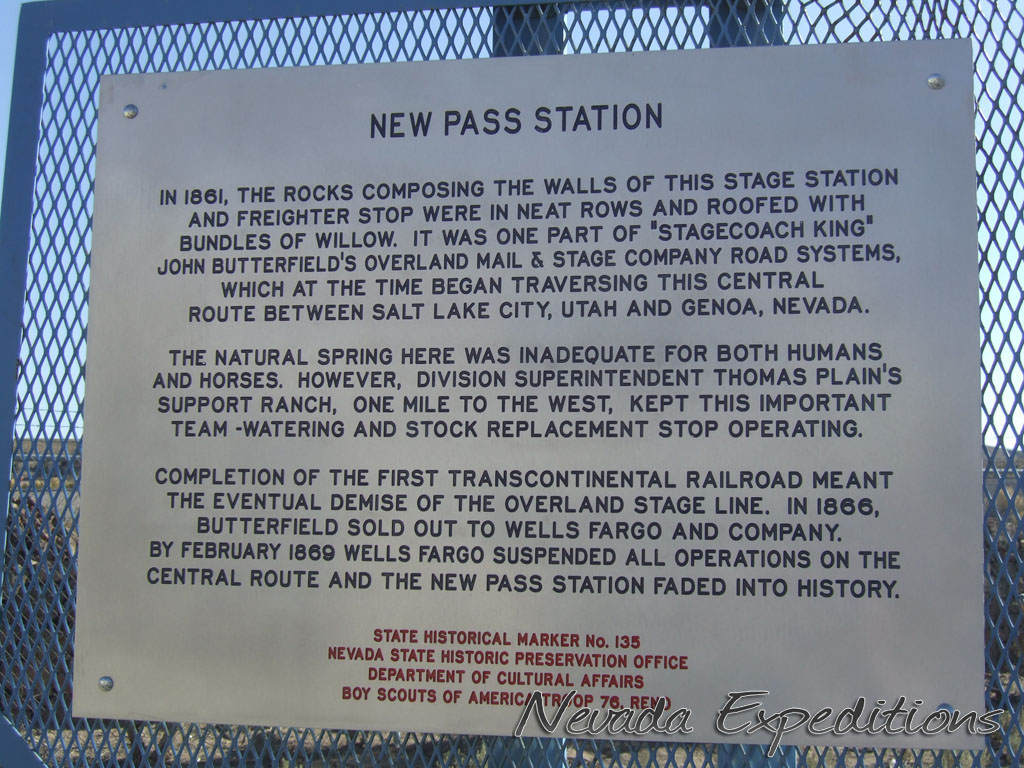 NEW PASS STATION
IN 1861, THE ROCKS COMPOSING THE WALLS OF THIS STAGE STATION
AND FREIGHTER STOP WERE IN NEAT ROWS AND ROOFED WITH
BUNDLES OF WILLOW. IT WAS ONE PART OF "STAGECOACH KING"
JOHN BUTTERFIELD'S OVERLAND MAIL & STAGE COMPANY ROAD SYSTEMS,
WHICH AT THE TIME BEGAN TRAVERSING THIS CENTRAL
ROUTE BETWEEN SALT LAKE CITY, UTAH AND GENOA, NEVADA.
THE NATURAL SPRING HERE WAS INADEQUATE FOR BOTH HUMANS
AND HORSES. HOWEVER, DIVISION SUPERINTENDENT THOMAS PLAIN'S
SUPPORT RANCH, ONE MILE TO THE WEST, KEPT THIS IMPORTANT
TEAM -WATERING AND STOCK REPLACEMENT STOP OPERATING.
COMPLETION OF THE FIRST TRANSCONTINENTAL RAILROAD MEANT
THE EVENTUAL DEMISE OF THE OVERLAND STAGE LINE. IN 1866,
BUTTERFIELD SOLD OUT TO WELLS FARGO AND COMPANY.
BY FEBRUARY 1869 WELLS FARGO SUSPENDED ALL OPERATIONS ON THE
CENTRAL ROUTE AND THE NEW PASS STATION FADED INTO HISTORY.
STATE HISTORICAL MARKER No. 135
NEVADA STATE HISTORIC PRESERVATION OFFICE
DEPARTMENT OF CULTURAL AFFAIRS
BOY SCOUTS OF AMERICA TROOP 76, RENO
Nevada Expeditions